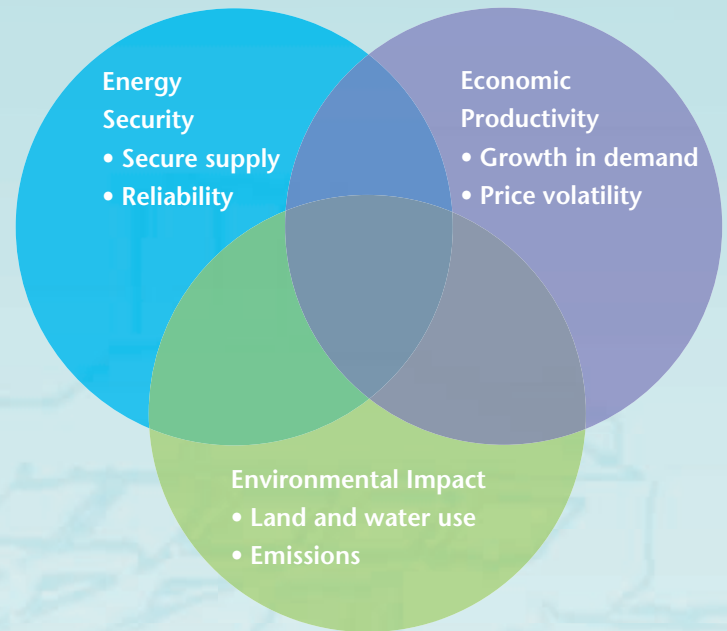 Energy
Security
• Secure supply
• Reliability
Economic
Productivity
• Growth in demand
• Price volatility
Environmental Impact
• Land and water use
• Emissions